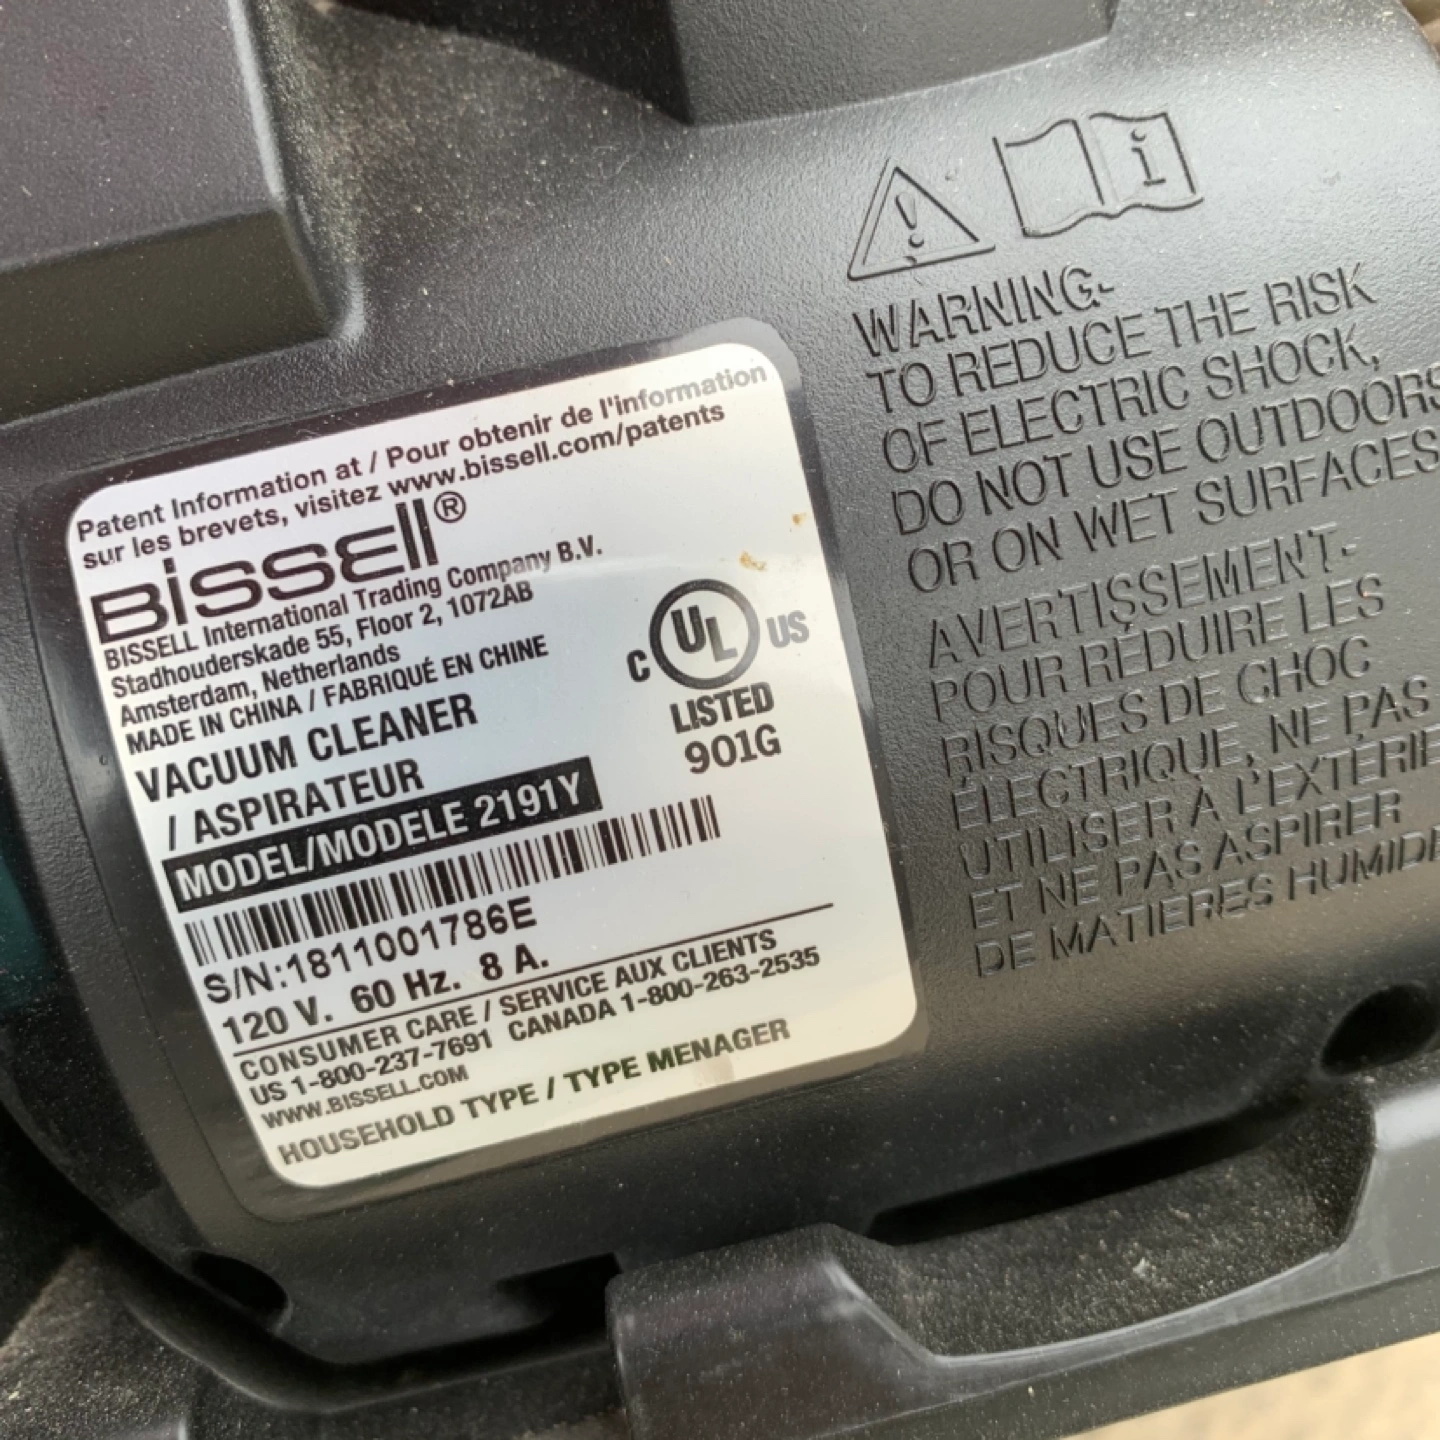 Patent Information at / Pour obtenir de l'information
sur les brevets, visitez www.bissell.com/patents
BISSELL®
BISSELL International Trading Company B.V.
Stadhouderskade 55, Floor 2, 1072AB
Amsterdam, Netherlands
MADE IN CHINA / FABRIQUÉ EN CHINE
VACUUM CLEANER
/ ASPIRATEUR
MODEL/MODELE 2191Y
S/N:1811001786E
120 V. 60 Hz. 8 A.
CONSUMER CARE / SERVICE AUX CLIENTS
US 1-800-237-7691 CANADA 1-800-263-2535
WWW.BISSELL.COM
HOUSEHOLD TYPE / TYPE MENAGER
C UL US
LISTED
901G
WARNING-
TO REDUCE THE RISK
OF ELECTRIC SHOCK,
DO NOT USE OUTDOORS
OR ON WET SURFACES
AVERTISSEMENT-
POUR RÉDUIRE LES
RISQUES DE CHOC
ÉLECTRIQUE, NE PAS
UTILISER À
ET NE PAS ASPIRER
DE MATIERES